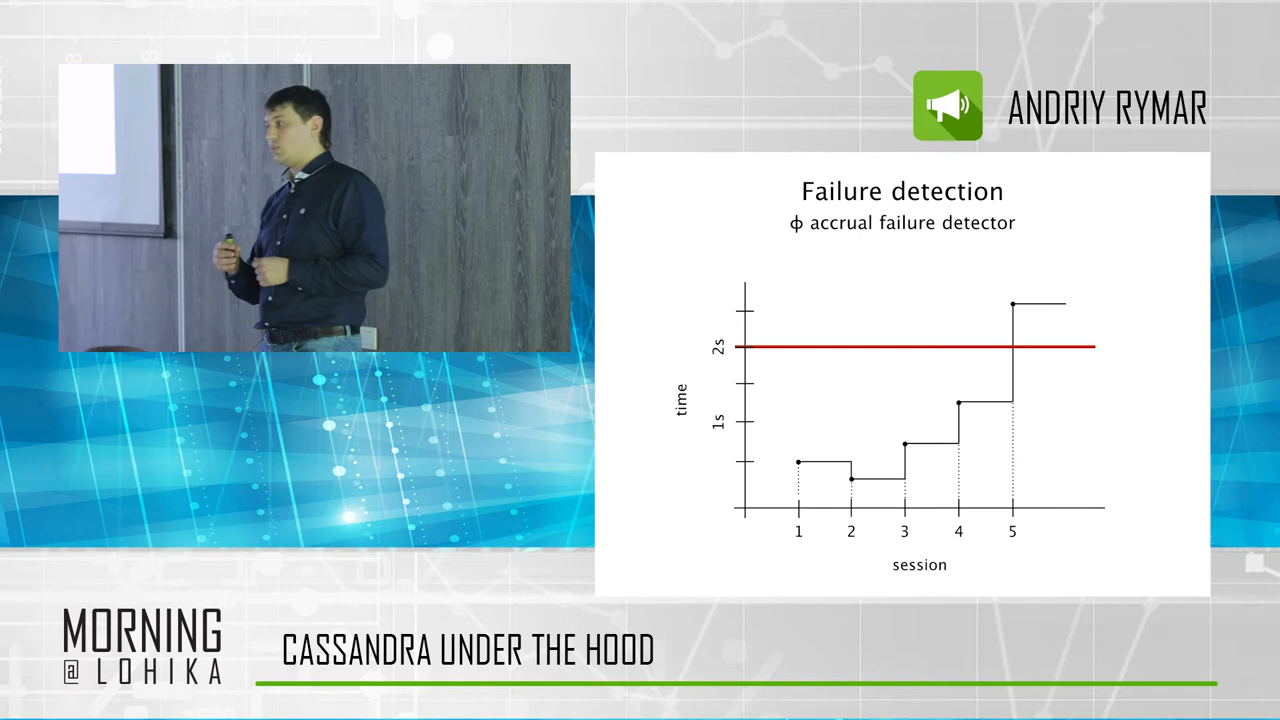 ANDRIY RYMAR
Failure detection
ϕ accrual failure detector
2s
1s
time
1 2 3 4 5
session
MORNING
@ LOHIKA
CASSANDRA UNDER THE HOOD